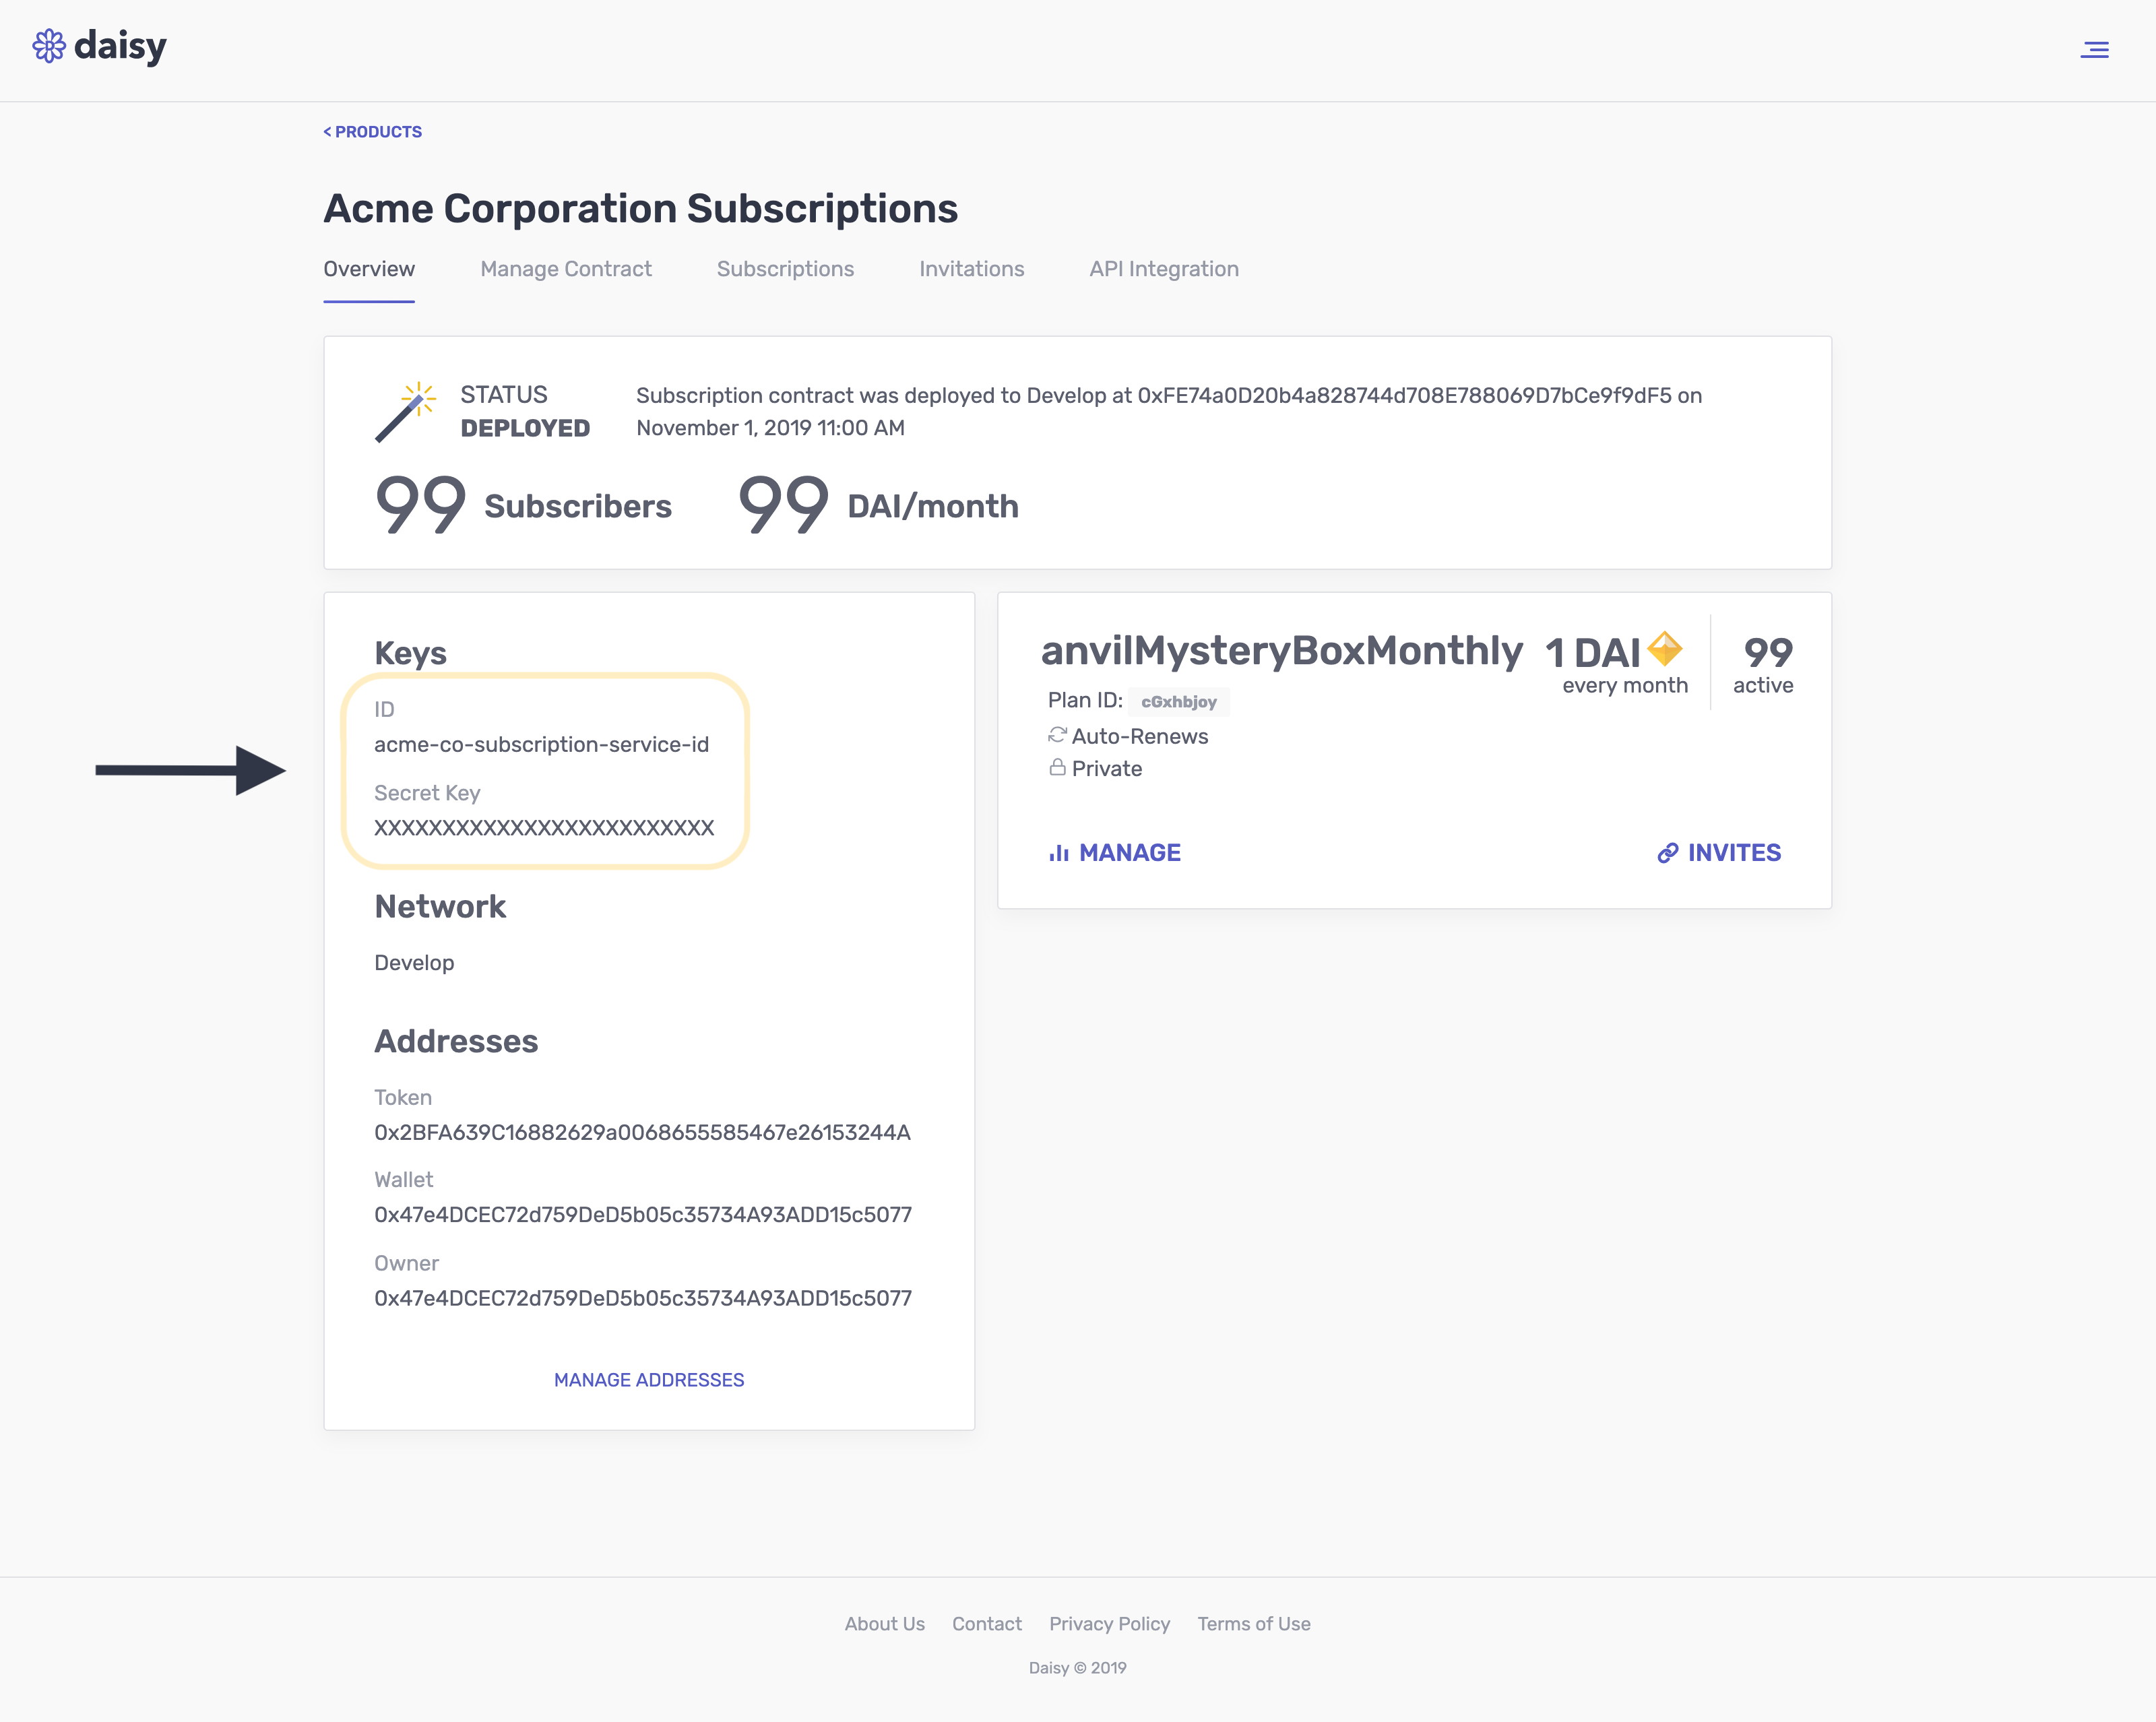 daisy
< PRODUCTS
Acme Corporation Subscriptions
Overview Manage Contract Subscriptions Invitations API Integration
STATUS
DEPLOYED
Subscription contract was deployed to Develop at 0xFE74a0D20b4a828744d708E788069D7bCe9f9dF5 on
November 1, 2019 11:00 AM
99 Subscribers 99 DAI/month
Keys
ID
acme-co-subscription-service-id
Secret Key
XXXXXXXXXXXXXXXXXXXXXXXXX
Network
Develop
Addresses
Token
0x2BFA639C16882629a0068655585467e26153244A
Wallet
0x47e4DCEC72d759DeD5b05c35734A93ADD15c5077
Owner
0x47e4DCEC72d759DeD5b05c35734A93ADD15c5077
MANAGE ADDRESSES
anvilMysteryBoxMonthly
1 DAI
every month
99
active
Plan ID: cGxhbjoy
Auto-Renews
Private
MANAGE
INVITES
About Us Contact Privacy Policy Terms of Use
Daisy © 2019